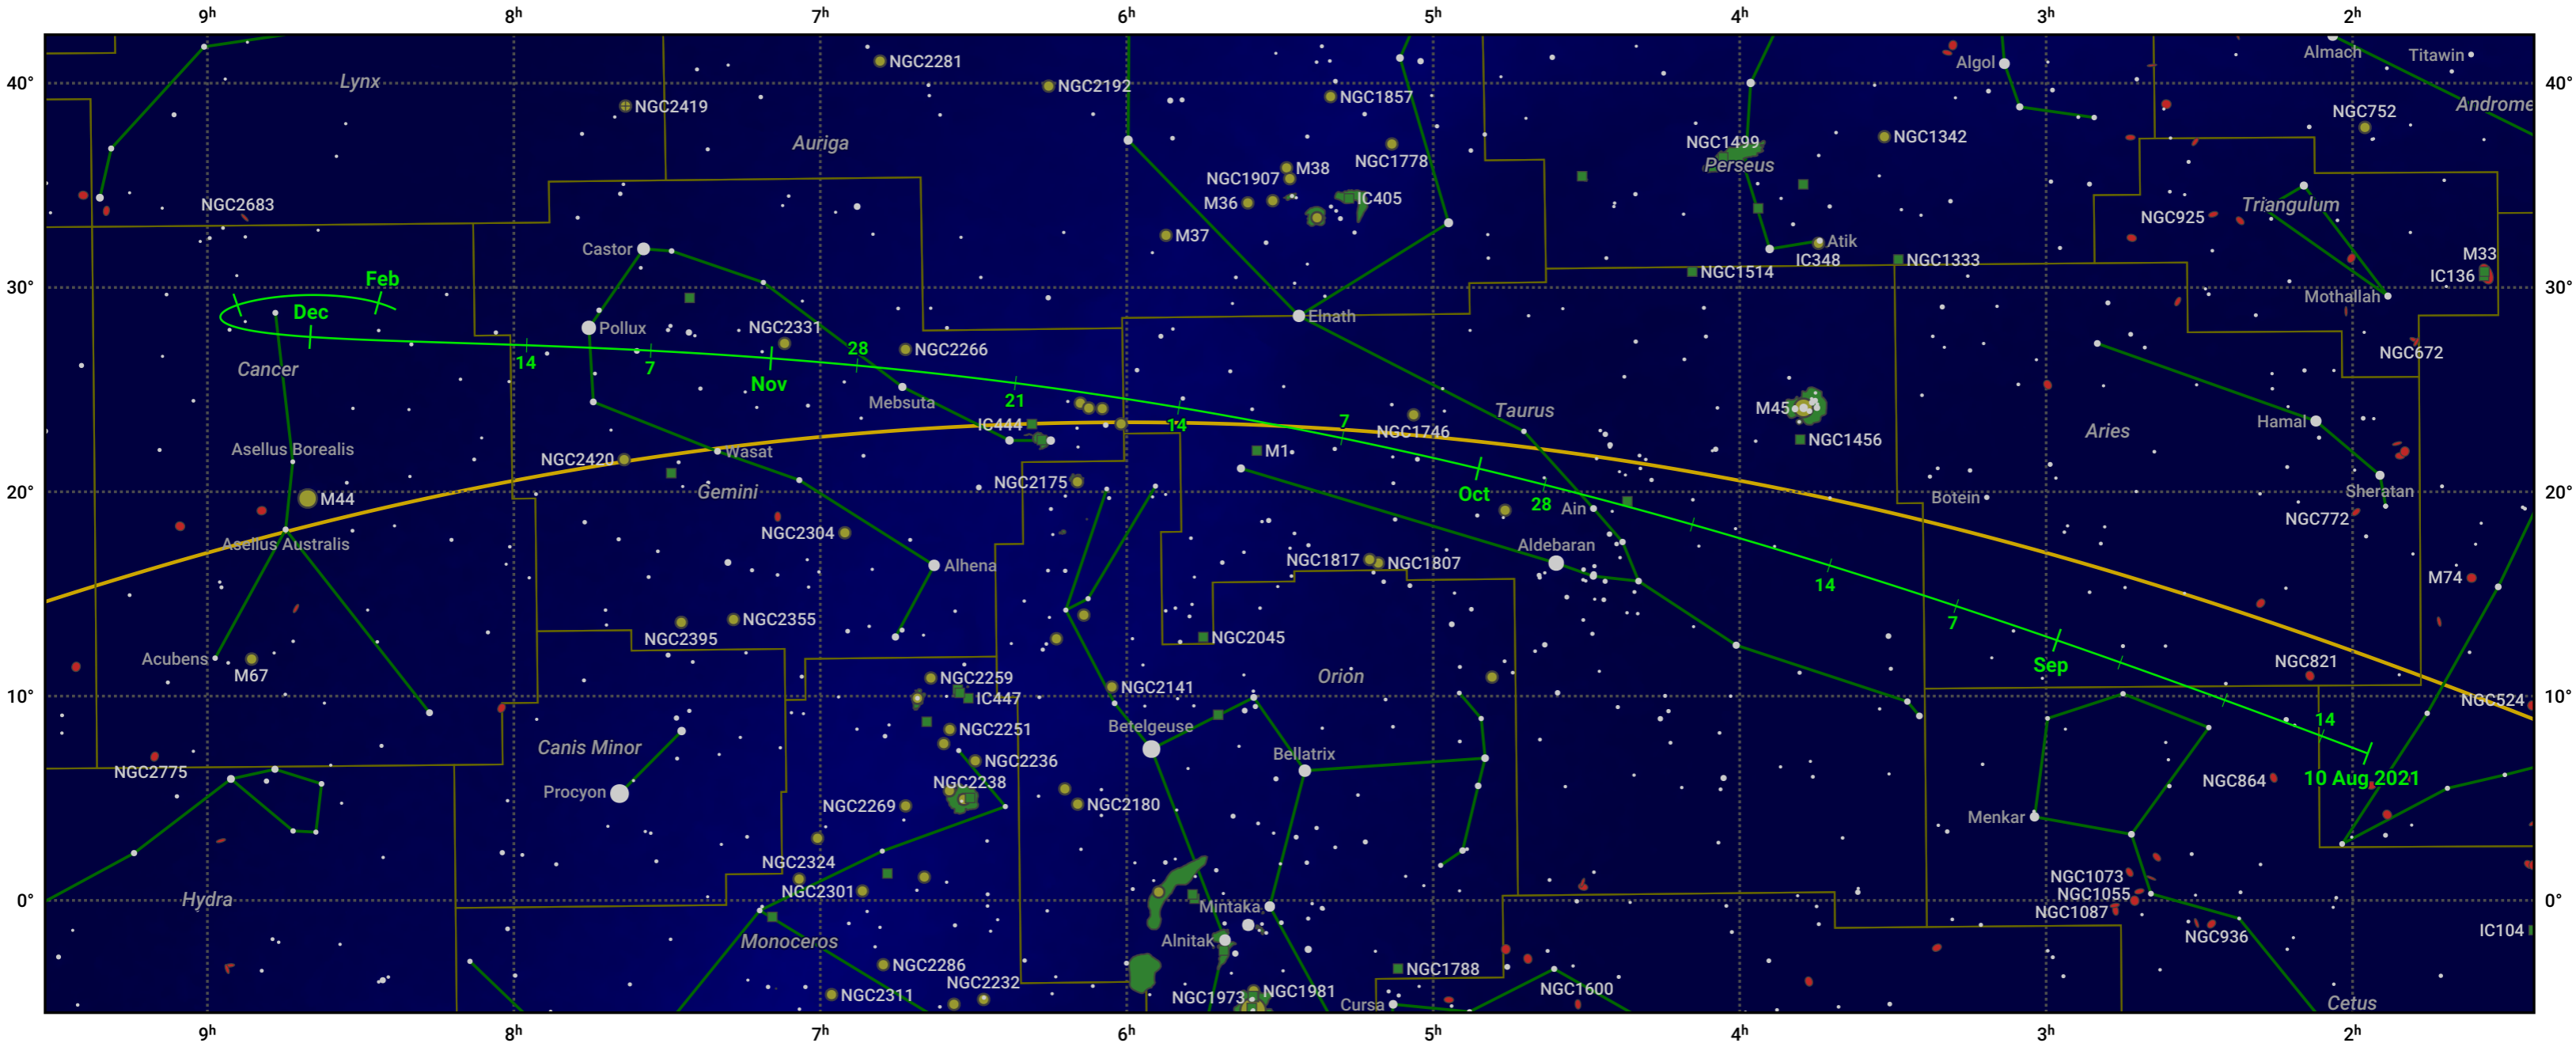 9h 8h 7h 6h 5h 4h 3h 2h
Almach
Titawin
Algol
NGC2281
40° 40°
Lynx
NGC2192
NGC1857
NGC2419
Androme
NGC752
Auriga
NGC1499
NGC1342
NGC1778
Perseus
M38
NGC1907
IC405
NGC2683
M36
Triangulum
NGC925
M37
Atik
Castor
IC348
NGC1333
M33
NGC1514
IC136
Feb
30° 30°
Mothallah
Dec
Elnath
Pollux
NGC2331
28
NGC2266
14
7
NGC672
Cancer
Nov
Mebsuta
21
Taurus
M45
7
IC444
14
NGC1746
Hamal
Aries
NGC1456
Asellus Borealis
Wasat
M1
NGC2420
NGC2175
20° 20°
Gemini
M44
Oct
28
Ain
Botein
Sheratan
NGC772
NGC2304
Asellus Australis
Aldebaran
NGC1817
NGC1807
Alhena
M74
14
NGC2355
7
NGC2395
NGC2045
Acubens
M67
Sep
NGC821
NGC2259
Orion
NGC2141
10° 10°
IC447
NGC524
Betelgeuse
14
NGC2251
Canis Minor
Bellatrix
NGC2236
NGC2775
10 Aug 2021
NGC864
NGC2238
Procyon
NGC2269
NGC2180
Menkar
NGC2324
NGC1073
NGC2301
NGC1055
0° 0°
Hydra
Mintaka
NGC1087
Monoceros
Alnitak
NGC936
IC104
NGC2286
NGC1788
NGC2232
NGC1600
NGC2311
NGC1973
NGC1981
Cursa
Cetus
9h 8h 7h 6h 5h 4h 3h 2h